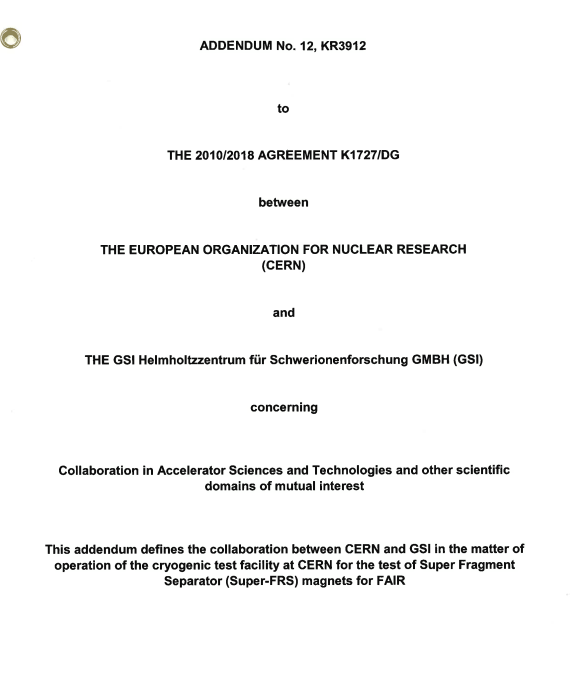 ADDENDUM No. 12, KR3912
to
THE 2010/2018 AGREEMENT K1727/DG
between
THE EUROPEAN ORGANIZATION FOR NUCLEAR RESEARCH
(CERN)
and
THE GSI Helmholtzzentrum für Schwerionenforschung GMBH (GSI)
concerning
Collaboration in Accelerator Sciences and Technologies and other scientific
domains of mutual interest
This addendum defines the collaboration between CERN and GSI in the matter of
operation of the cryogenic test facility at CERN for the test of Super Fragment
Separator (Super-FRS) magnets for FAIR